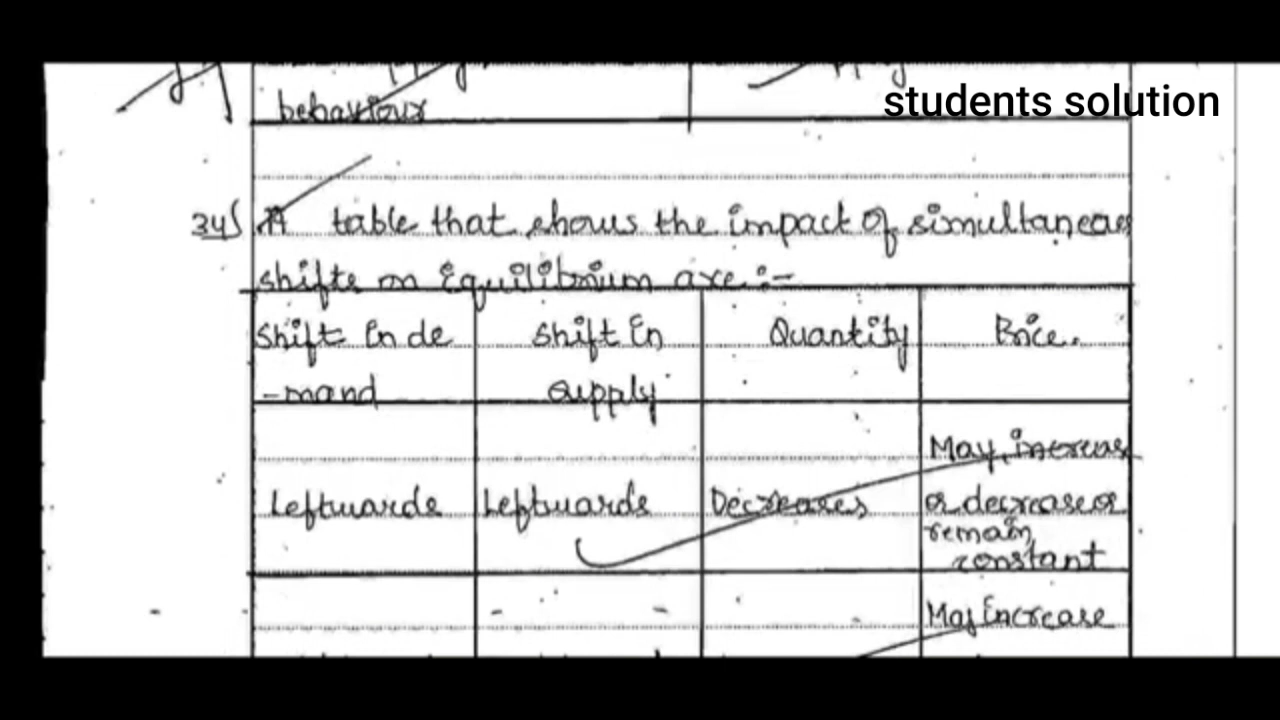 behaviour
students solution
34) A table that shows the impact of simultaneous
shifts on Equilibrium are :-
Shift in de
-mand
Shift in
supply
Quantity
Price.
Leftwards
Leftwards
Decreases
May increase
or decrease or
remain
constant
May increase